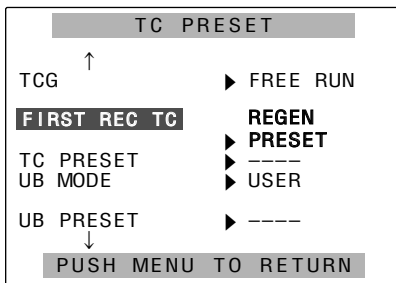 TC PRESET
↑
TCG ▶ FREE RUN
FIRST REC TC REGEN
▶ PRESET
TC PRESET ▶ ----
UB MODE ▶ USER
UB PRESET ▶ ----
↓
PUSH MENU TO RETURN